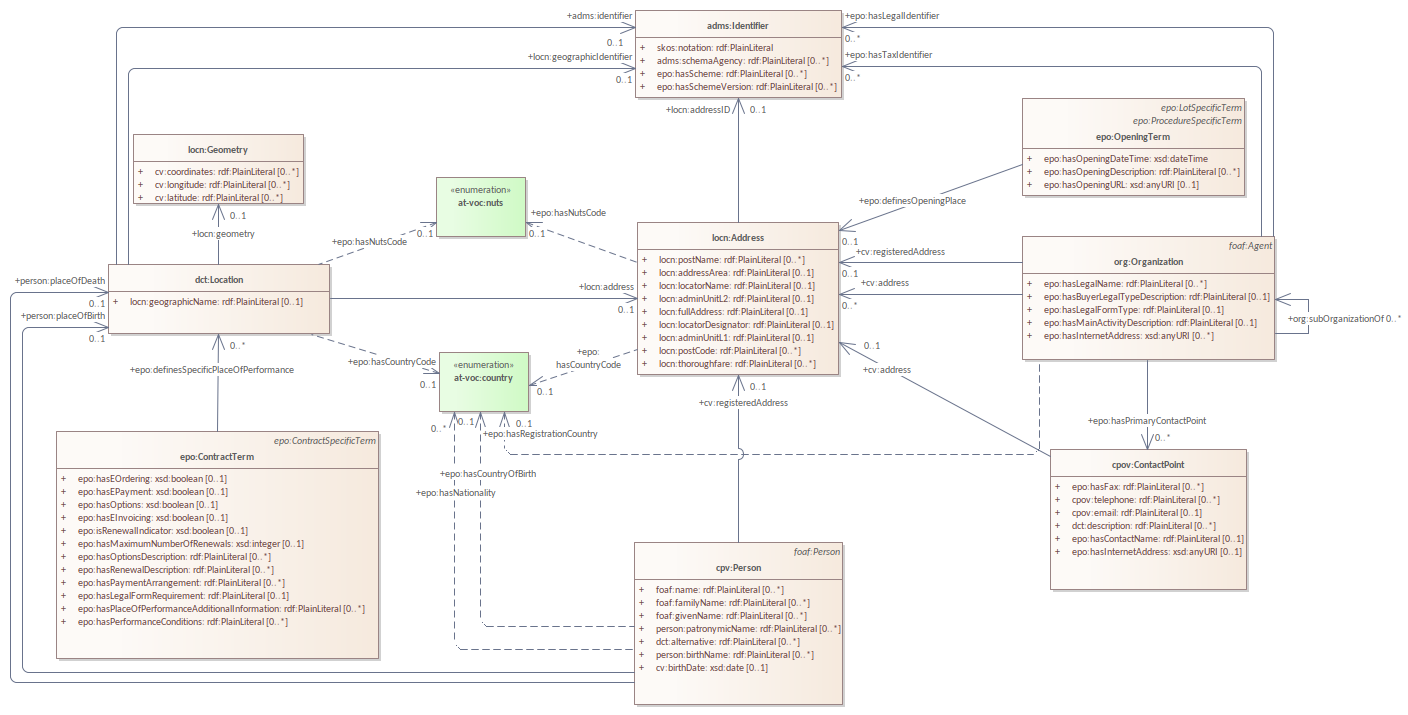 +adms:identifier
0..1
+locn:geographicIdentifier
0..1
adms:Identifier
+ skos:notation: rdf:PlainLiteral
+ adms:schemaAgency: rdf:PlainLiteral [0..*]
+ epo:hasScheme: rdf:PlainLiteral [0..*]
+ epo:hasSchemeVersion: rdf:PlainLiteral [0..*]
+epo:hasLegalIdentifier
0..*
+epo:hasTaxIdentifier
0..*
+locn:addressID 0..1
epo:LotSpecificTerm
epo:ProcedureSpecificTerm
epo:OpeningTerm
+ epo:hasOpeningDateTime: xsd:dateTime
+ epo:hasOpeningDescription: rdf:PlainLiteral [0..*]
+ epo:hasOpeningURL: xsd:anyURI [0..1]
locn:Geometry
+ cv:coordinates: rdf:PlainLiteral [0..*]
+ cv:longitude: rdf:PlainLiteral [0..*]
+ cv:latitude: rdf:PlainLiteral [0..*]
0..1
+locn:geometry
«enumeration»
at-voc:nuts
+epo:hasNutsCode
0..1
+epo:hasNutsCode
0..1
+epo:definesOpeningPlace
0..1
+cv:registeredAddress
0..1
+cv:address
0..*
locn:Address
+ locn:postName: rdf:PlainLiteral [0..*]
+ locn:addressArea: rdf:PlainLiteral [0..1]
+ locn:locatorName: rdf:PlainLiteral [0..1]
+ locn:adminUnitL2: rdf:PlainLiteral [0..1]
+ locn:fullAddress: rdf:PlainLiteral [0..1]
+ locn:locatorDesignator: rdf:PlainLiteral [0..1]
+ locn:adminUnitL1: rdf:PlainLiteral [0..1]
+ locn:postCode: rdf:PlainLiteral [0..*]
+ locn:thoroughfare: rdf:PlainLiteral [0..*]
foaf:Agent
org:Organization
+ epo:hasLegalName: rdf:PlainLiteral [0..*]
+ epo:hasBuyerLegalTypeDescription: rdf:PlainLiteral [0..1]
+ epo:hasLegalFormType: rdf:PlainLiteral [0..1]
+ epo:hasMainActivityDescription: rdf:PlainLiteral [0..1]
+ epo:hasInternetAddress: xsd:anyURI [0..*]
+org:subOrganizationOf 0..*
+person:placeOfDeath
0..1
+person:placeOfBirth
0..1
dct:Location
+ locn:geographicName: rdf:PlainLiteral [0..1]
+locn:address
0..1
0..*
+epo:definesSpecificPlaceOfPerformance
+epo:hasCountryCode
0..1
«enumeration»
at-voc:country
+epo:
hasCountryCode
0..1
0..1
+cv:address
0..1
+cv:registeredAddress
0..*
0..1
0..1
+epo:hasRegistrationCountry
+epo:hasCountryOfBirth
+epo:hasNationality
+epo:hasPrimaryContactPoint
0..*
epo:ContractSpecificTerm
epo:ContractTerm
+ epo:hasEOrdering: xsd:boolean [0..1]
+ epo:hasEPayment: xsd:boolean [0..1]
+ epo:hasOptions: xsd:boolean [0..1]
+ epo:hasEInvoicing: xsd:boolean [0..1]
+ epo:isRenewalIndicator: xsd:boolean [0..1]
+ epo:hasMaximumNumberOfRenewals: xsd:integer [0..1]
+ epo:hasOptionsDescription: rdf:PlainLiteral [0..*]
+ epo:hasRenewalDescription: rdf:PlainLiteral [0..*]
+ epo:hasPaymentArrangement: rdf:PlainLiteral [0..*]
+ epo:hasLegalFormRequirement: rdf:PlainLiteral [0..1]
+ epo:hasPlaceOfPerformanceAdditionalInformation: rdf:PlainLiteral [0..*]
+ epo:hasPerformanceConditions: rdf:PlainLiteral [0..*]
cpov:ContactPoint
+ epo:hasFax: rdf:PlainLiteral [0..*]
+ cpov:telephone: rdf:PlainLiteral [0..*]
+ cpov:email: rdf:PlainLiteral [0..1]
+ dct:description: rdf:PlainLiteral [0..*]
+ epo:hasContactName: rdf:PlainLiteral [0..1]
+ epo:hasInternetAddress: xsd:anyURI [0..1]
foaf:Person
cpv:Person
+ foaf:name: rdf:PlainLiteral [0..*]
+ foaf:familyName: rdf:PlainLiteral [0..*]
+ foaf:givenName: rdf:PlainLiteral [0..*]
+ person:patronymicName: rdf:PlainLiteral [0..*]
+ dct:alternative: rdf:PlainLiteral [0..*]
+ person:birthName: rdf:PlainLiteral [0..*]
+ cv:birthDate: xsd:date [0..1]